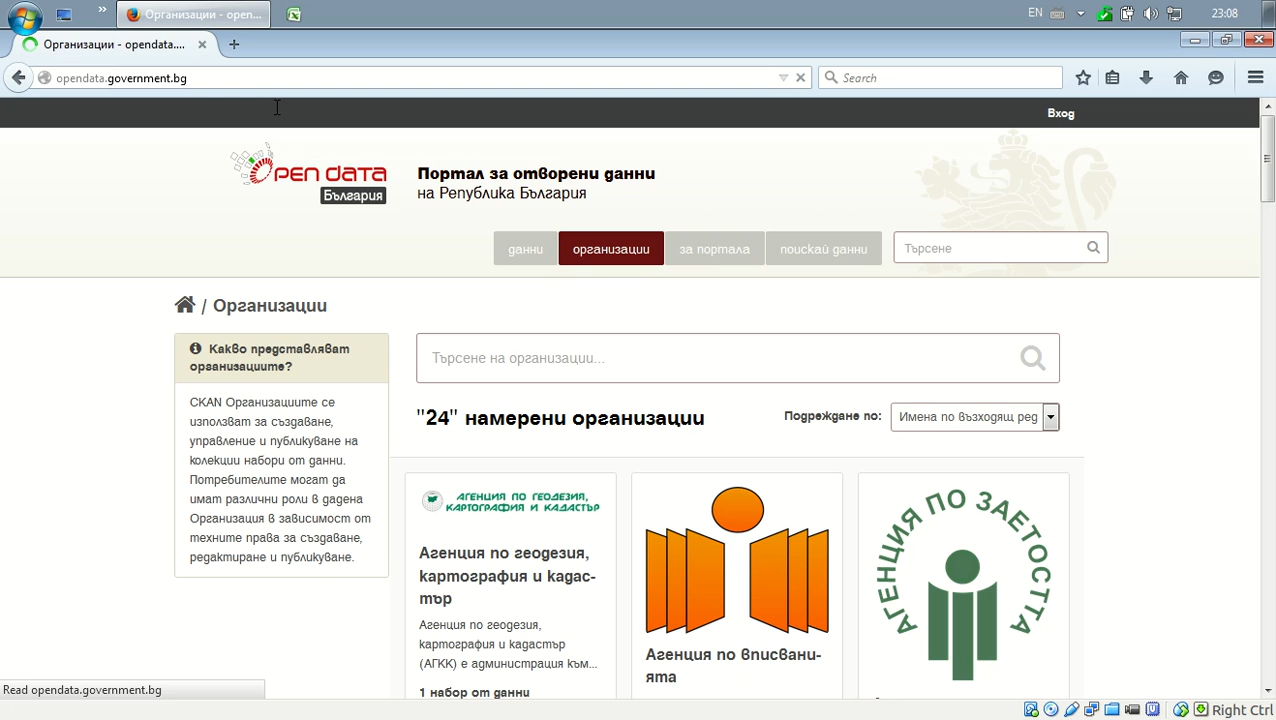 Организации - open...
EN
23:08
Организации - opendata....
opendata.government.bg
Search
Вход
OPEN DATA
България
Портал за отворени данни
на Република България
данни
организации
за портала
поискай данни
Търсене
/ Организации
Какво представляват
организациите?
CKAN Организациите се
използват за създаване,
управление и публикуване на
колекции набори от данни.
Потребителите могат да
имат различни роли в дадена
Организация в зависимост от
техните права за създаване,
редактиране и публикуване.
Търсене на организации...
"24" намерени организации
Подреждане по:
Имена по възходящ ред
АГЕНЦИЯ ПО ГЕОДЕЗИЯ,
КАРТОГРАФИЯ И КАДАСТЪР
Агенция по геодезия,
картография и кадас-
тър
Агенция по геодезия,
картография и кадастър
(АГКК) е администрация към...
1 набор от данни
Агенция по вписвани-
ята
АГЕНЦИЯ ПО ЗАЕТОСТТА
Read opendata.government.bg
Right Ctrl